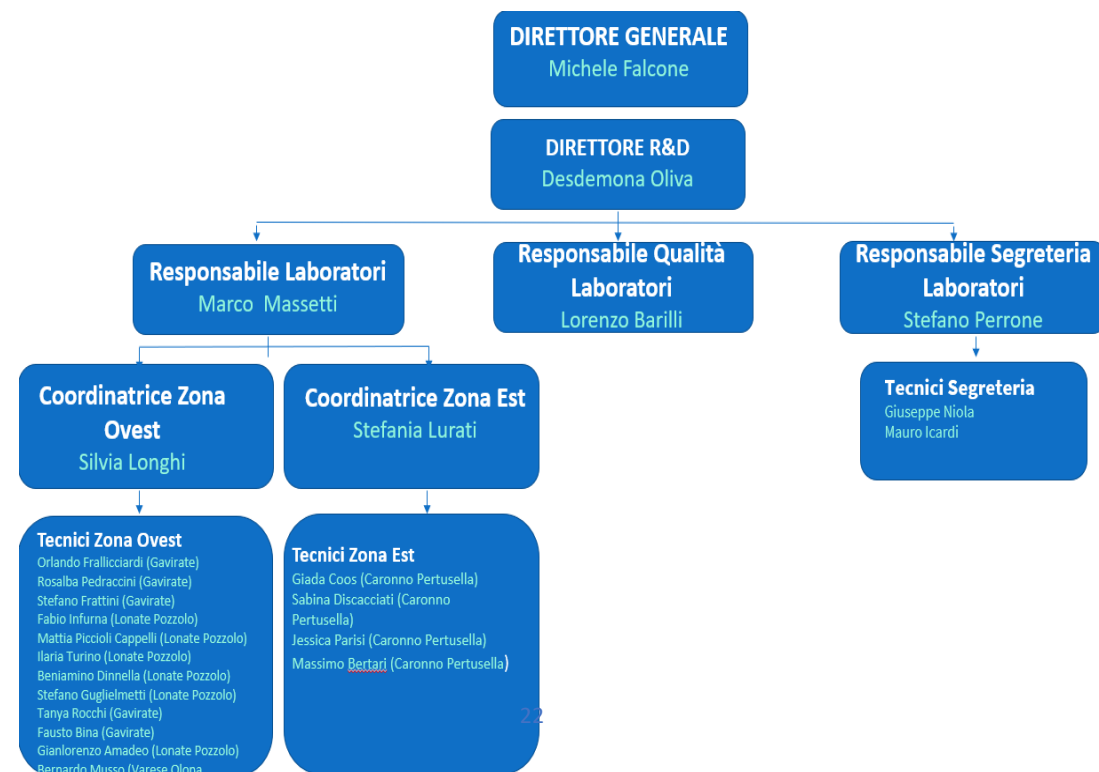 DIRETTORE GENERALE
Michele Falcone
DIRETTORE R&D
Desdemona Oliva
Responsabile Laboratori
Marco Massetti
Responsabile Qualità
Laboratori
Lorenzo Barilli
Responsabile Segreteria
Laboratori
Stefano Perrone
Coordinatrice Zona
Ovest
Silvia Longhi
Coordinatrice Zona Est
Stefania Lurati
Tecnici Segreteria
Giuseppe Niola
Mauro Icardi
Tecnici Zona Ovest
Orlando Frallicciardi (Gavirate)
Rosalba Pedraccini (Gavirate)
Stefano Frattini (Gavirate)
Fabio Infurna (Lonate Pozzolo)
Mattia Piccioli Cappelli (Lonate Pozzolo)
Ilaria Turino (Lonate Pozzolo)
Beniamino Dinnella (Lonate Pozzolo)
Stefano Guglielmetti (Lonate Pozzolo)
Tanya Rocchi (Gavirate)
Fausto Bina (Gavirate)
Gianlorenzo Amadeo (Lonate Pozzolo)
Bernardo Musso (Varese Olona
Tecnici Zona Est
Giada Coos (Caronno Pertusella)
Sabina Discacciati (Caronno
Pertusella)
Jessica Parisi (Caronno Pertusella)
Massimo Bertari (Caronno Pertusella)
22